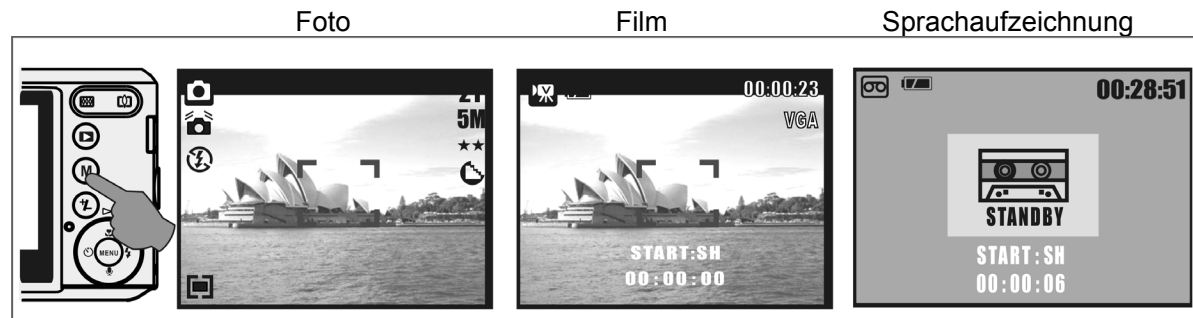 Foto
Film
Sprachaufzeichnung
M
MENU
5M
00:00:23
VGA
START:SH
00:00:00
00:28:51
STANDBY
START:SH
00:00:06